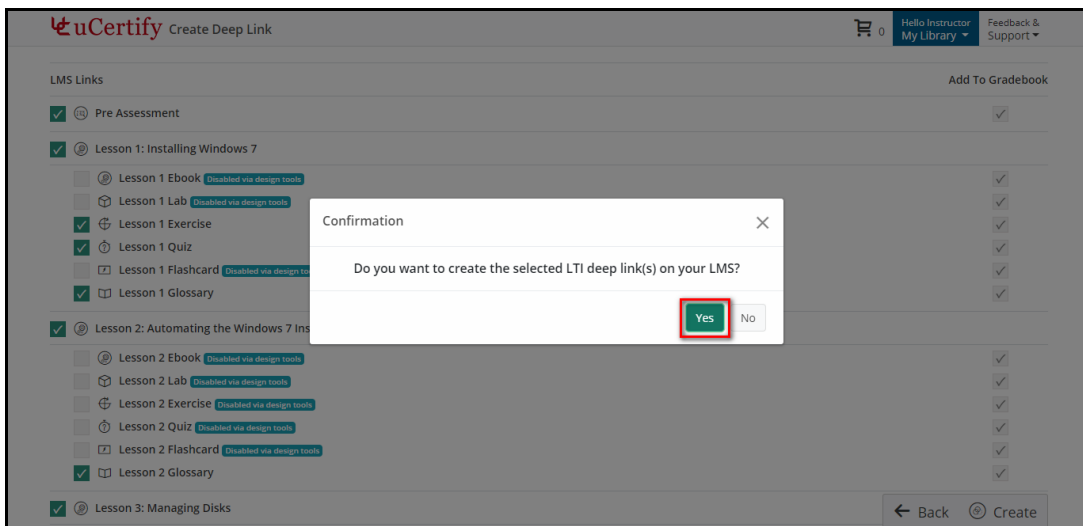 uCertify Create Deep Link
0
Hello Instructor
My Library
Feedback &
Support
LMS Links
Add To Gradebook
Pre Assessment
Lesson 1: Installing Windows 7
Lesson 1 Ebook Disabled via design tools
Lesson 1 Lab Disabled via design tools
Lesson 1 Exercise
Lesson 1 Quiz
Lesson 1 Flashcard Disabled via design to
Lesson 1 Glossary
Confirmation
Do you want to create the selected LTI deep link(s) on your LMS?
Yes No
Lesson 2: Automating the Windows 7 Ins
Lesson 2 Ebook Disabled via design tools
Lesson 2 Lab Disabled via design tools
Lesson 2 Exercise Disabled via design tools
Lesson 2 Quiz Disabled via design tools
Lesson 2 Flashcard Disabled via design tools
Lesson 2 Glossary
Lesson 3: Managing Disks
Back Create